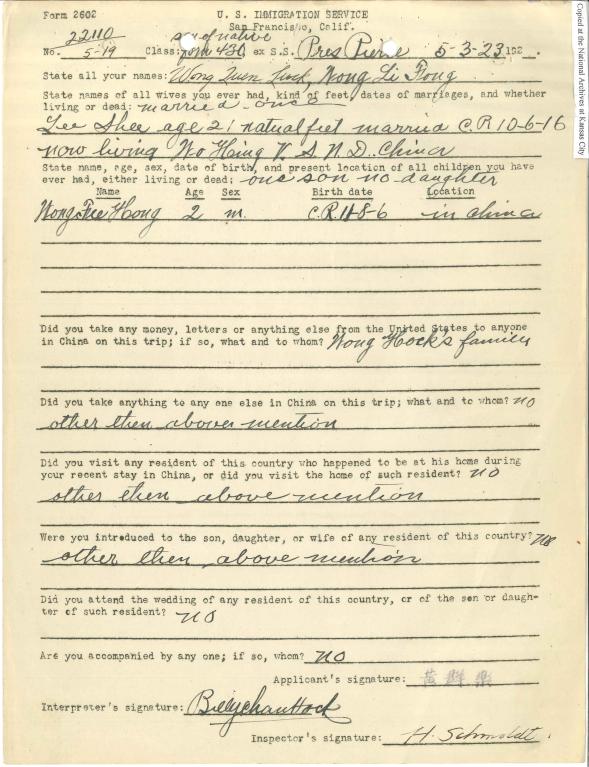 Form 2602
U. S. IMMIGRATION SERVICE
San Francisco, Calif.
22110
son of native
No. 5-19 Class: form 430, ex S.S. Pres Pierce 5-3-23, 192 .
State all your names: Wong Li Fong
State names of all wives you ever had, kind of feet, dates of marriages, and whether
living or dead: married - once
Lee Shee age 21 natural feet married C.R 10-6-16
now living Wo Hing V. S. N. D.. China
State name, age, sex, date of birth, and present location of all children you have
ever had, either living or dead: one son no daughter
Name Age Sex Birth date Location
Wong Hong 2 m. C.R 11-8-6 in china
Did you take any money, letters or anything else from the United States to anyone
in China on this trip; if so, what and to whom? Wong Hock's family
Did you take anything to any one else in China on this trip; what and to whom? no
other then above mention
Did you visit any resident of this country who happened to be at his home during
your recent stay in China, or did you visit the home of such resident? no
other then above mention
Were you introduced to the son, daughter, or wife of any resident of this country?
other then above mention
Did you attend the wedding of any resident of this country, or of the son or daugh-
ter of such resident? no
Are you accompanied by any one; if so, whom? no
Applicant's signature: 黃群樂
Interpreter's signature:
Inspector's signature: H. Schmoldt.
Copied at the National Archives at Kansas City